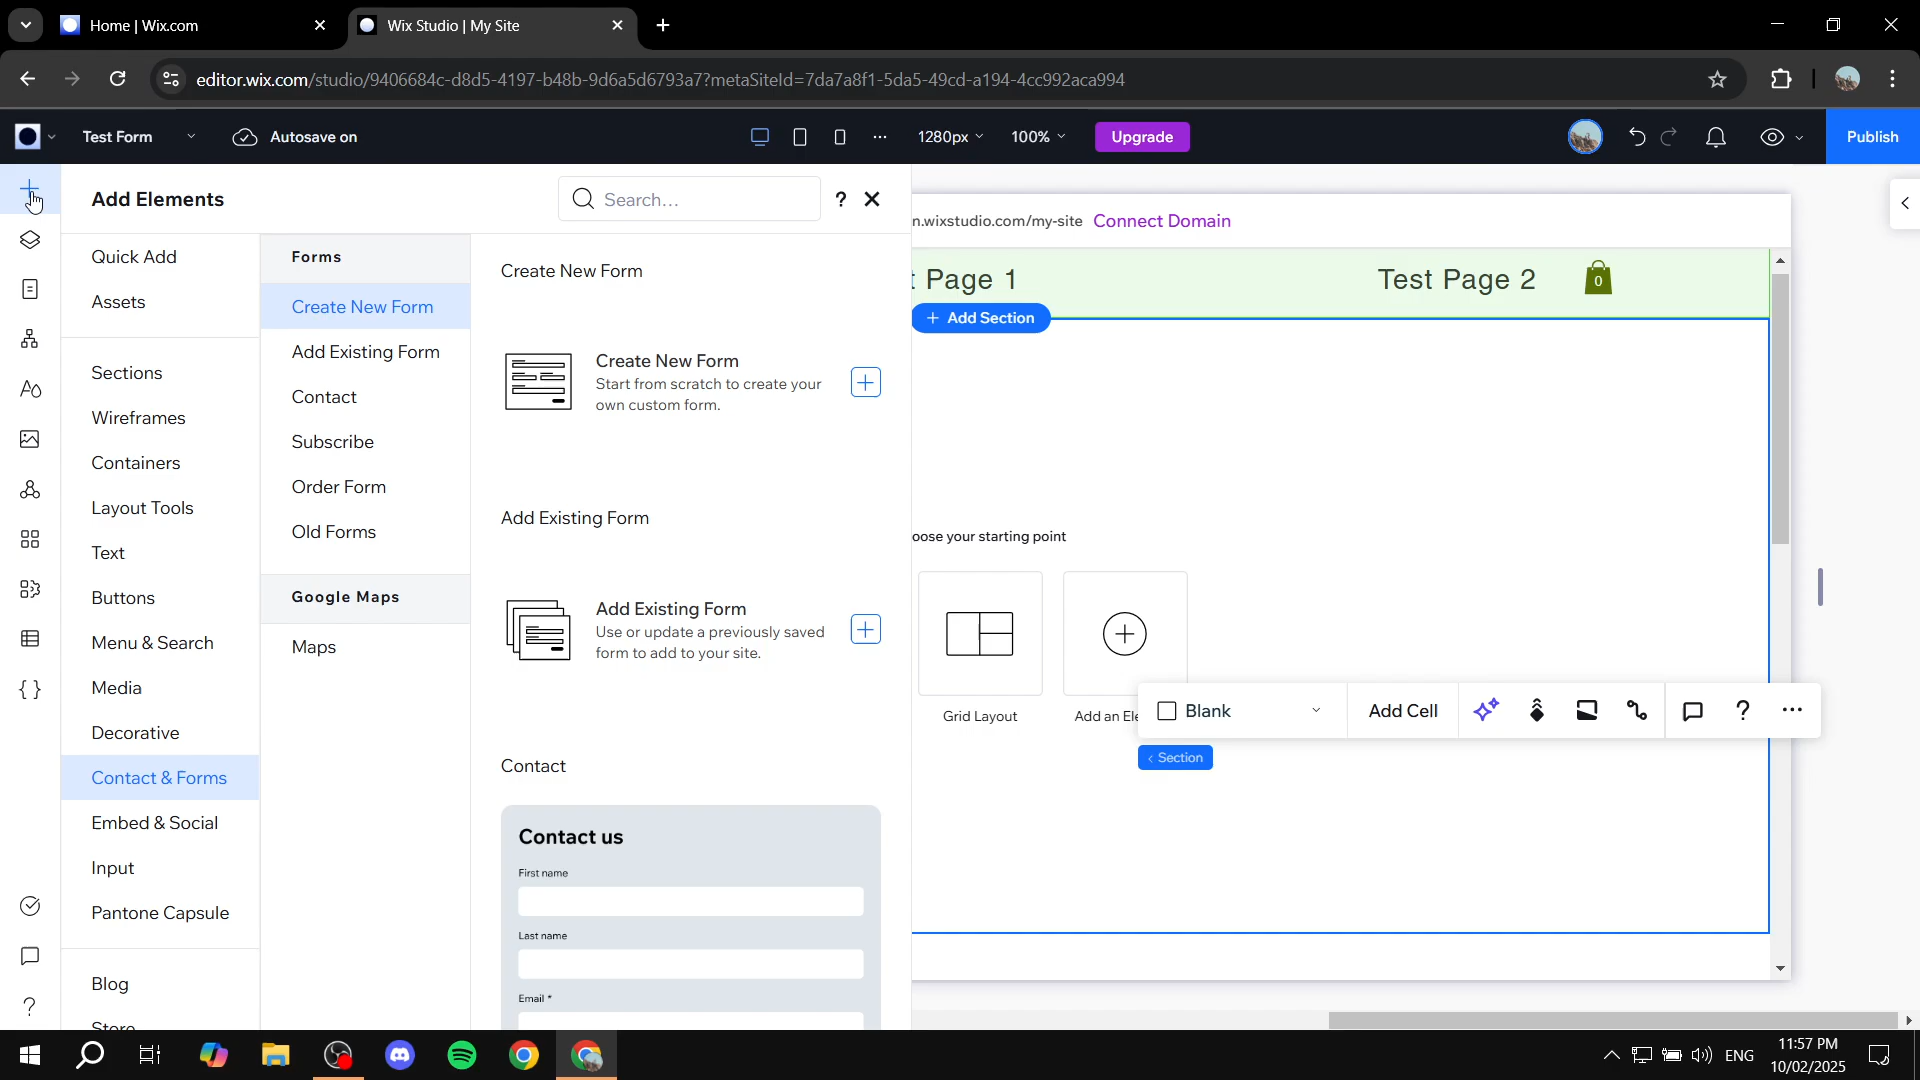 Home | Wix.com
Wix Studio | My Site
editor.wix.com/studio/9406684c-d8d5-4197-b48b-9d6a5d6793a7?metaSiteId=7da7a8f1-5da5-49cd-a194-4cc992aca994
Test Form
Autosave on
1280px
100%
Upgrade
Publish
Add Elements
Search...
?
Quick Add
Assets
Sections
Wireframes
Containers
Layout Tools
Text
Buttons
Menu & Search
Media
Decorative
Contact & Forms
Embed & Social
Input
Pantone Capsule
Blog
Store
Forms
Create New Form
Add Existing Form
Contact
Subscribe
Order Form
Old Forms
Google Maps
Maps
Create New Form
Create New Form
Start from scratch to create your
own custom form.
Add Existing Form
Add Existing Form
Use or update a previously saved
form to add to your site.
Contact
Contact us
First name
Last name
Email *
n.wixstudio.com/my-site Connect Domain
t Page 1
Test Page 2
0
+ Add Section
oose your starting point
Grid Layout
Add an Ele
Blank
Add Cell
?
< Section
?
ENG
11:57 PM
10/02/2025